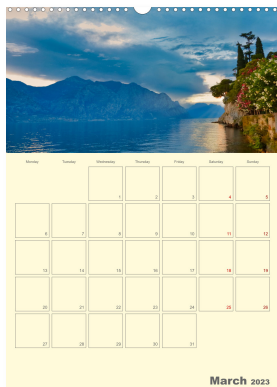 Monday Tuesday Wednesday Thursday Friday Saturday Sunday
1 2 3 4 5
6 7 8 9 10 11 12
13 14 15 16 17 18 19
20 21 22 23 24 25 26
27 28 29 30 31
March 2023